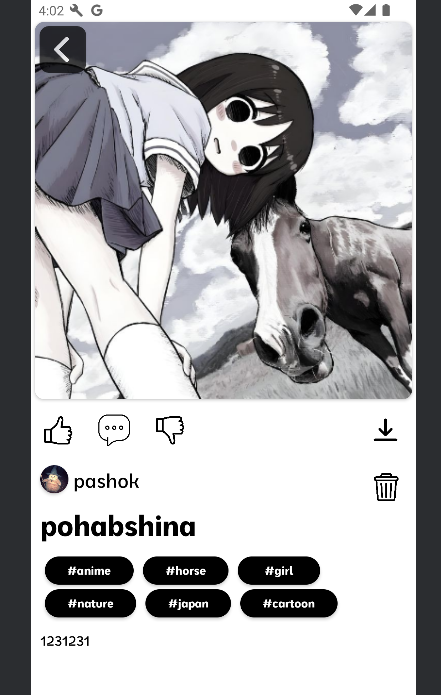 4:02 G
pashok
pohabshina
#anime #horse #girl
#nature #japan #cartoon
1231231